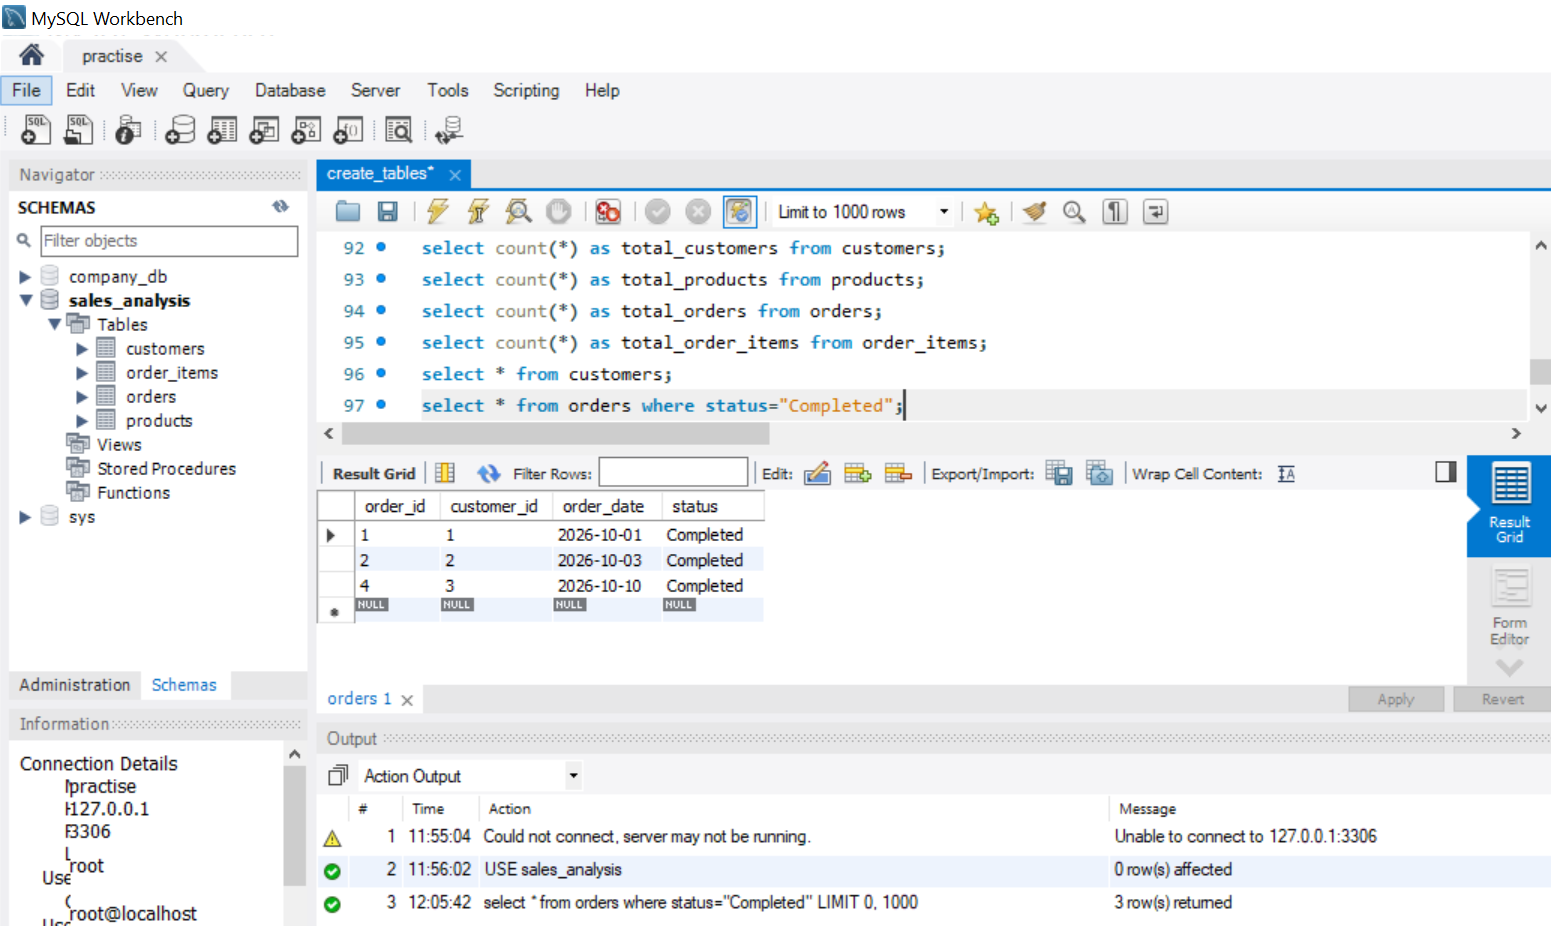 MySQL Workbench
practise
File Edit View Query Database Server Tools Scripting Help
Navigator
SCHEMAS
Filter objects
company_db
sales_analysis
Tables
customers
order_items
orders
products
Views
Stored Procedures
Functions
sys
Administration Schemas
Information
Connection Details
practise
127.0.0.1
3306
root
Use
root@localhost
create_tables*
Limit to 1000 rows
92 select count(*) as total_customers from customers;
93 select count(*) as total_products from products;
94 select count(*) as total_orders from orders;
95 select count(*) as total_order_items from order_items;
96 select * from customers;
97 select * from orders where status="Completed";
Result Grid Filter Rows: Edit: Export/Import: Wrap Cell Content:
order_id customer_id order_date status
1 1 2026-10-01 Completed
2 2 2026-10-03 Completed
4 3 2026-10-10 Completed
NULL NULL NULL NULL
Result
Grid
Form
Editor
orders 1
Apply Revert
Output
Action Output
# Time Action Message
1 11:55:04 Could not connect, server may not be running. Unable to connect to 127.0.0.1:3306
2 11:56:02 USE sales_analysis 0 row(s) affected
3 12:05:42 select * from orders where status="Completed" LIMIT 0, 1000 3 row(s) returned